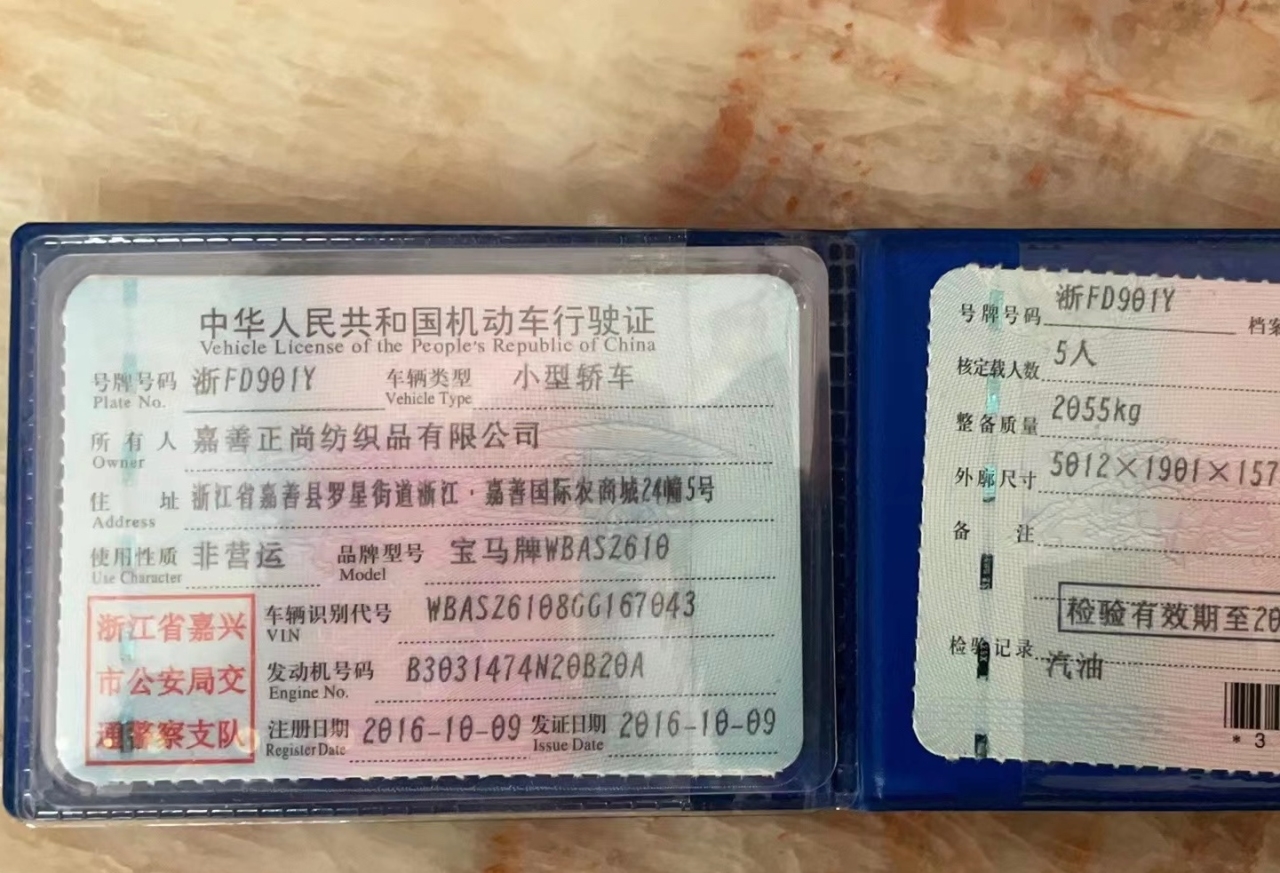 中华人民共和国机动车行驶证
Vehicle License of the People's Republic of China
号牌号码 浙FD901Y 车辆类型 小型轿车
Plate No. Vehicle Type
所有人 嘉善正尚纺织品有限公司
Owner
住址 浙江省嘉善县罗星街道浙江·嘉善国际农商城24幢5号
Address
使用性质 非营运 品牌型号 宝马牌WBAS2610
Use Character Model
浙江省嘉兴
市公安局交
通警察支队
车辆识别代号 WBAS26108GG167043
VIN
发动机号码 B3031474N20B20A
Engine No.
注册日期 2016-10-09 发证日期 2016-10-09
Register Date Issue Date
号牌号码 浙FD901Y 档案
核定载人数 5人
整备质量 2055kg
外廓尺寸 5012×1901×157
备注
检验有效期至20
检验记录
汽油
* 3